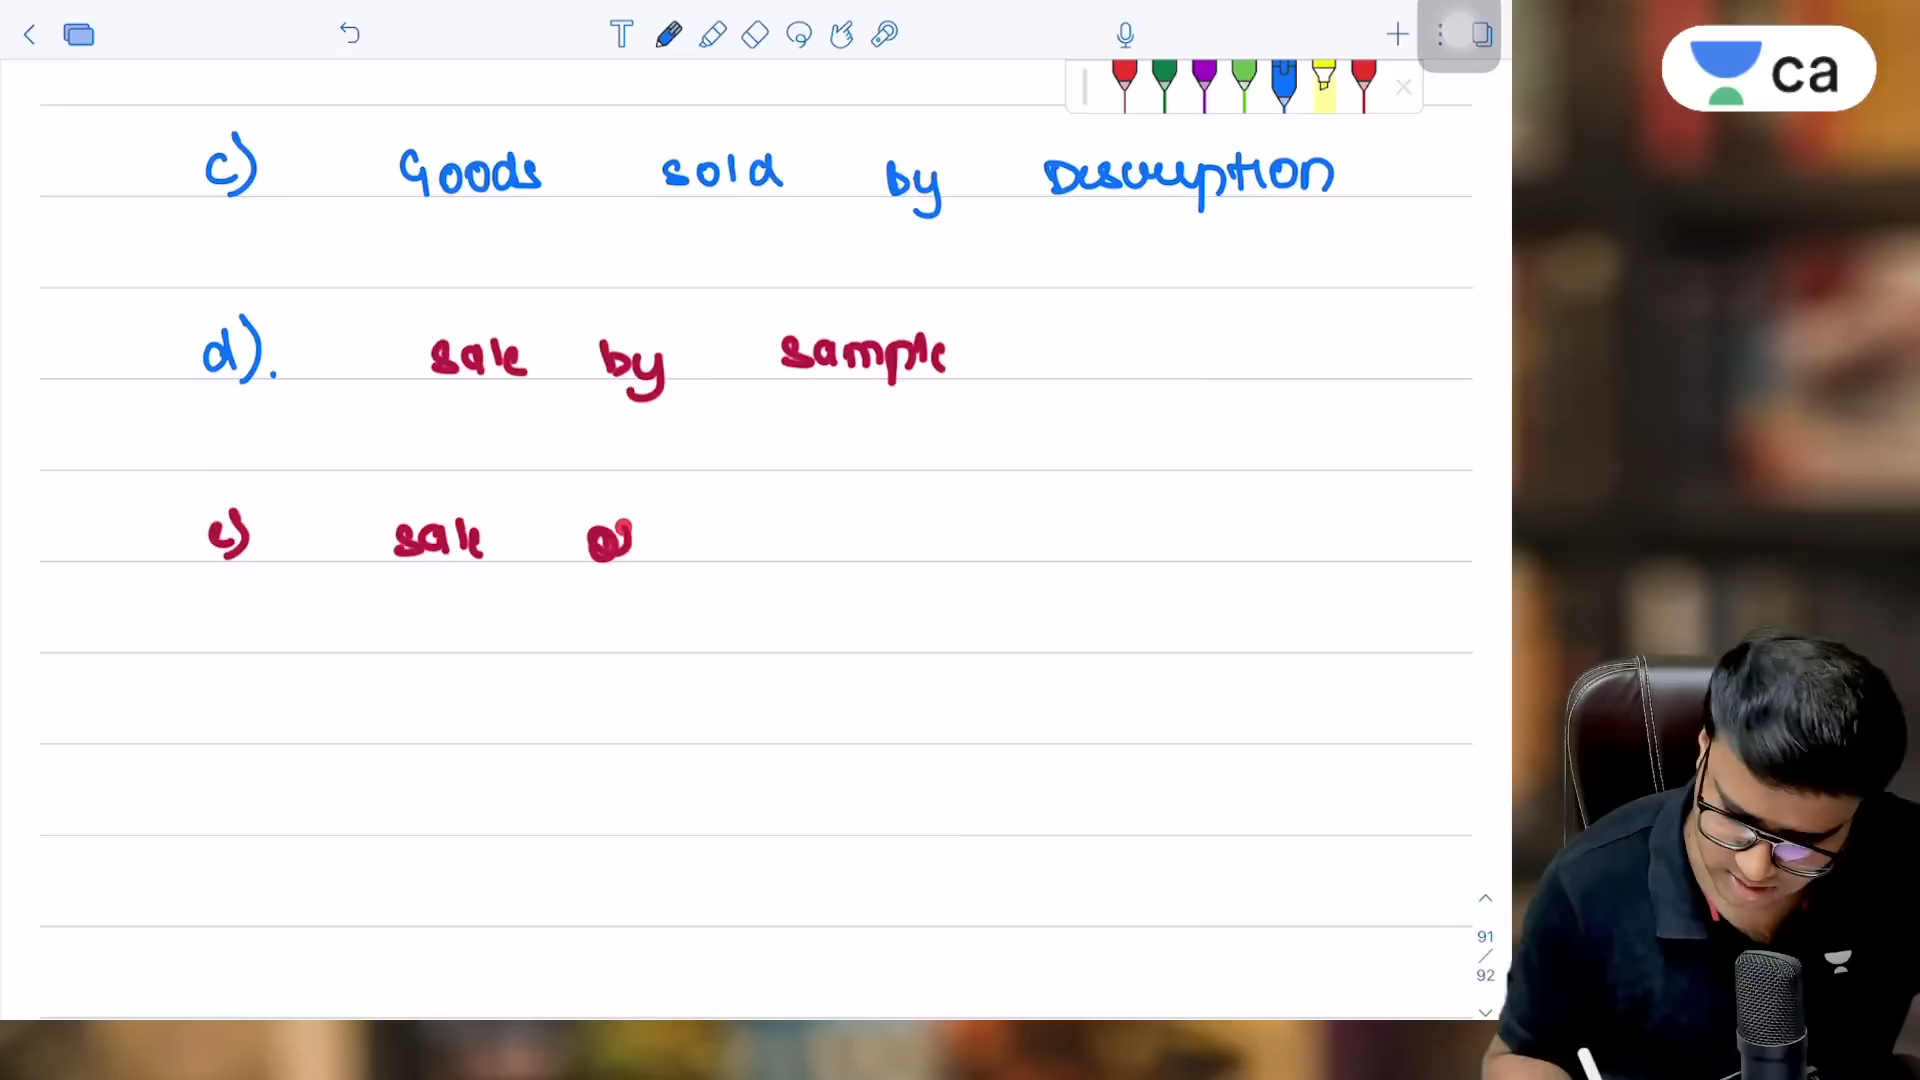 ca
c) Goods sold by Description
d). sale by sample
e) sale
91
92